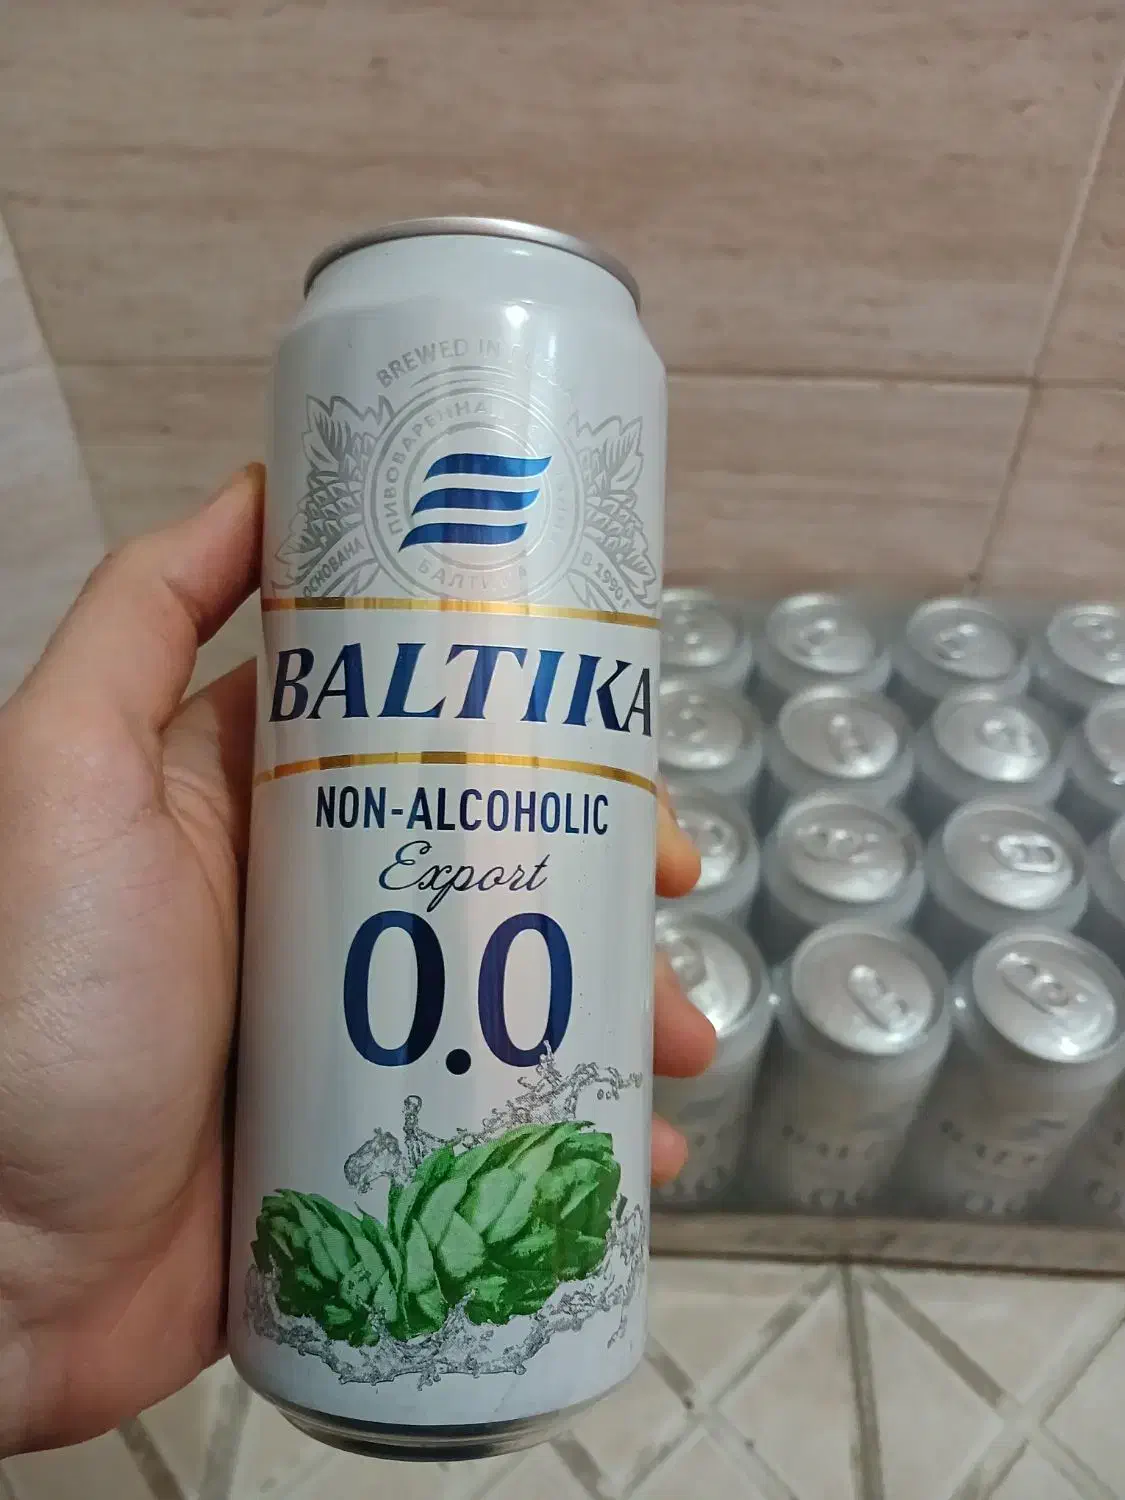 BREWED IN
ПИВОВАРЕННАЯ
БАЛТИКА
ОСНОВАНА
В 1990 Г.
BALTIKA
NON-ALCOHOLIC
Export
0.0